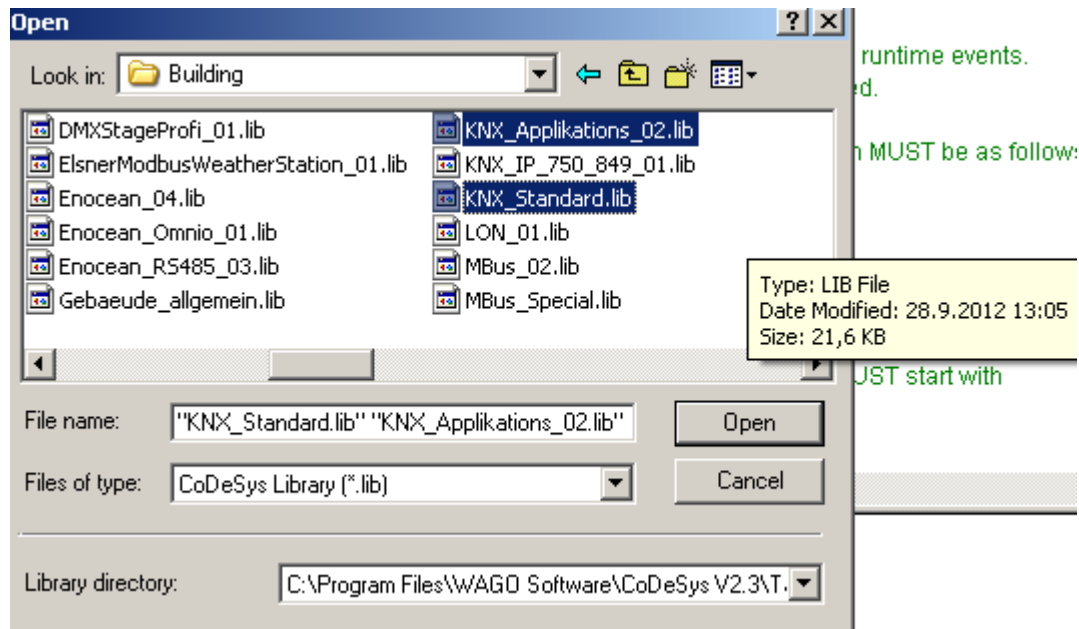 Open
Look in: Building
DMXStageProfi_01.lib
ElsnerModbusWeatherStation_01.lib
Enocean_04.lib
Enocean_Omnio_01.lib
Enocean_RS485_03.lib
Gebaeude_allgemein.lib
KNX_Applikations_02.lib
KNX_IP_750_849_01.lib
KNX_Standard.lib
LON_01.lib
MBus_02.lib
MBus_Special.lib
File name: "KNX_Standard.lib" "KNX_Applikations_02.lib" Open
Files of type: CoDeSys Library (*.lib) Cancel
Library directory: C:\Program Files\WAGO Software\CoDeSys V2.3\T
runtime events.
MUST be as follows
Type: LIB File
Date Modified: 28.9.2012 13:05
Size: 21,6 KB
start with